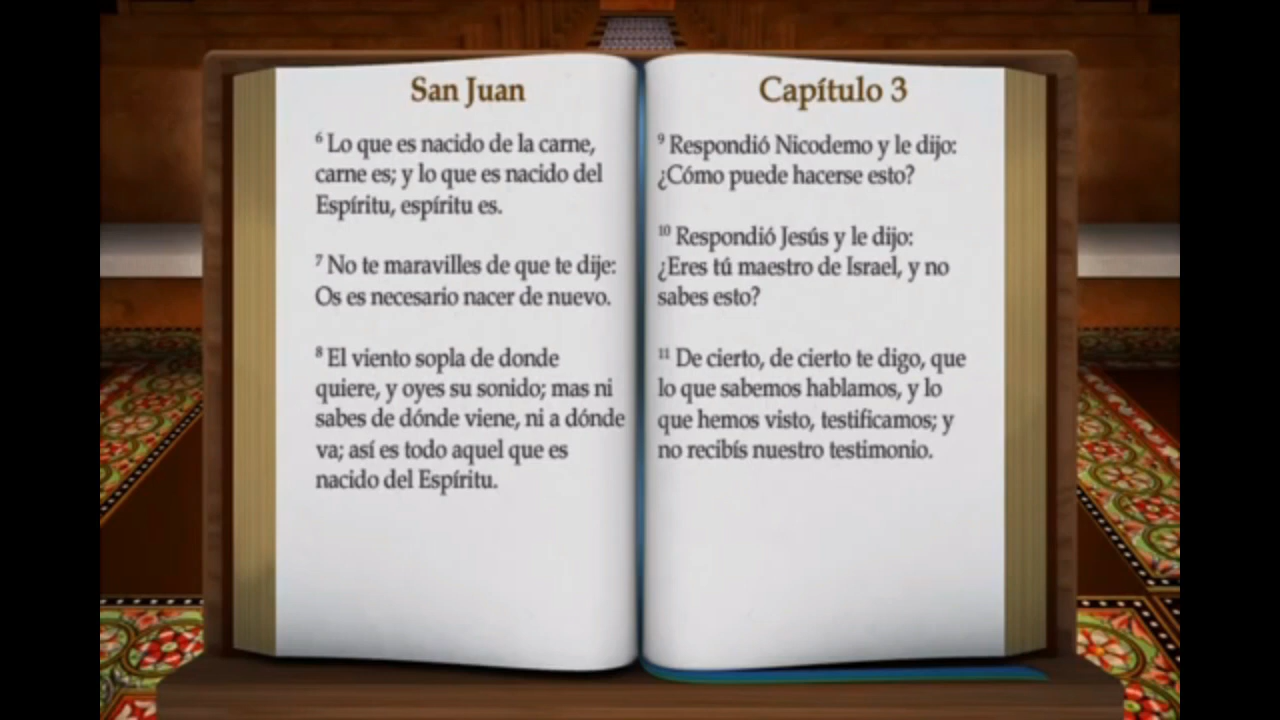 San Juan
⁶ Lo que es nacido de la carne,
carne es; y lo que es nacido del
Espíritu, espíritu es.
⁷ No te maravilles de que te dije:
Os es necesario nacer de nuevo.
⁸ El viento sopla de donde
quiere, y oyes su sonido; mas ni
sabes de dónde viene, ni a dónde
va; así es todo aquel que es
nacido del Espíritu.
Capítulo 3
⁹ Respondió Nicodemo y le dijo:
¿Cómo puede hacerse esto?
¹⁰ Respondió Jesús y le dijo:
¿Eres tú maestro de Israel, y no
sabes esto?
¹¹ De cierto, de cierto te digo, que
lo que sabemos hablamos, y lo
que hemos visto, testificamos; y
no recibís nuestro testimonio.